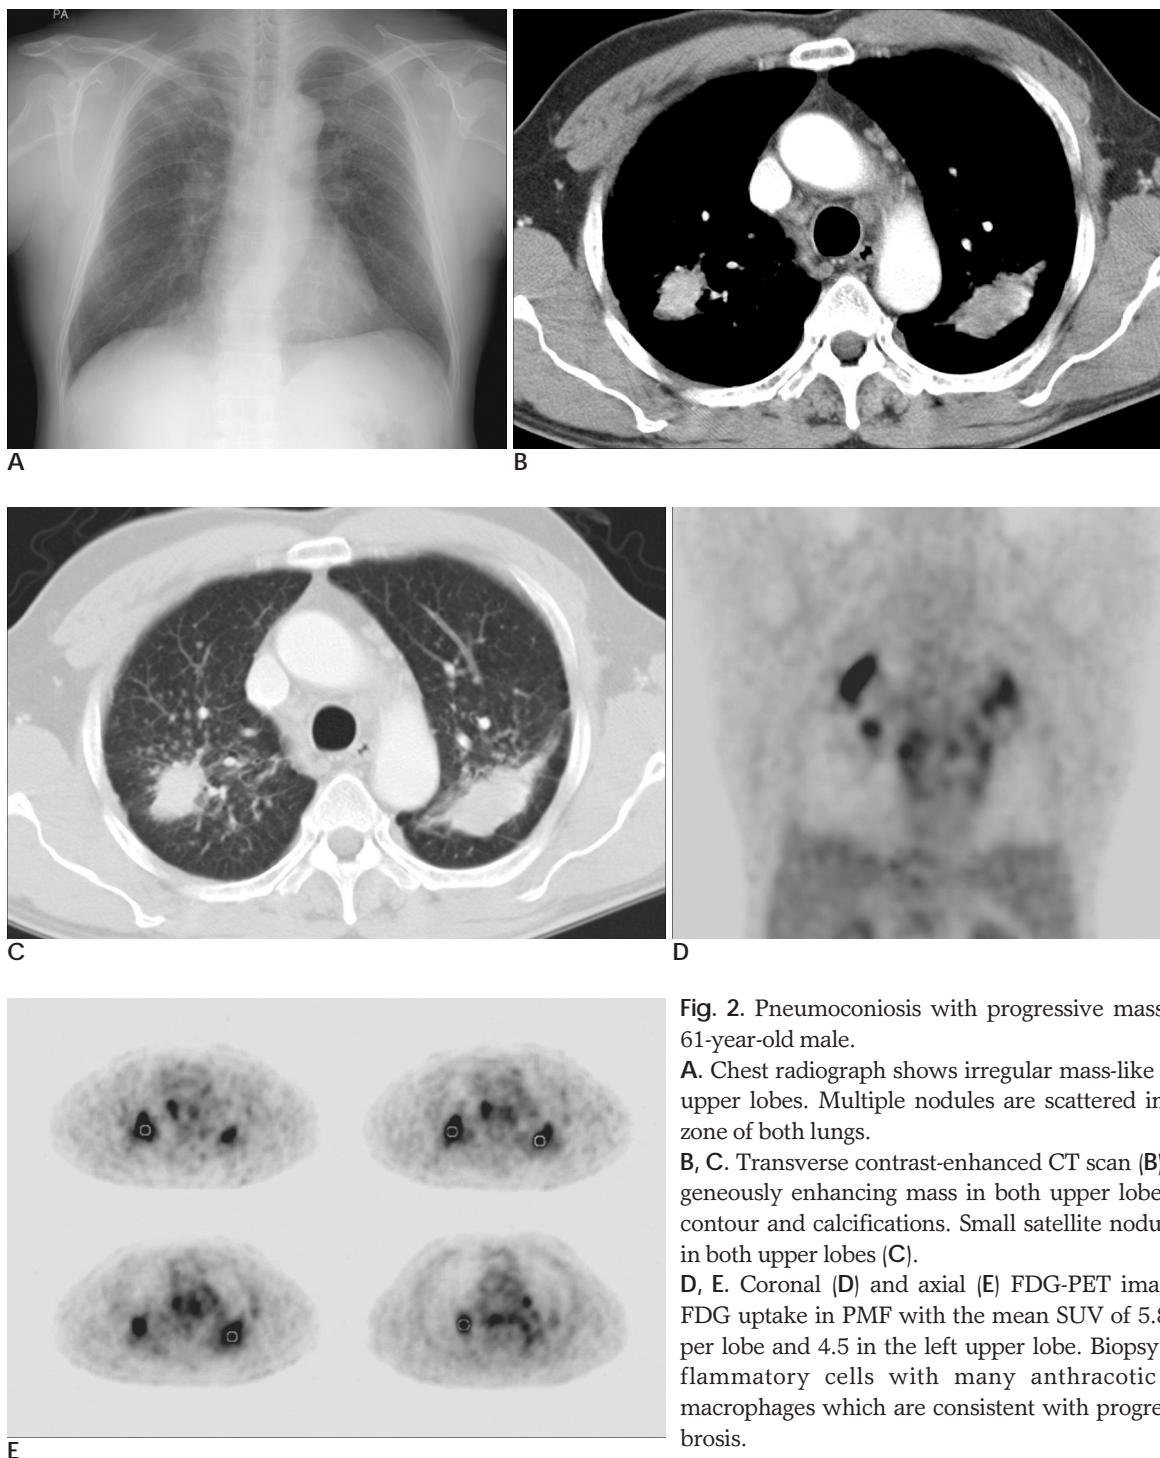 PA
A
B
C
D
E
Fig. 2. Pneumoconiosis with progressive mass
61-year-old male.
A. Chest radiograph shows irregular mass-like
upper lobes. Multiple nodules are scattered in
zone of both lungs.
B, C. Transverse contrast-enhanced CT scan (B)
geneously enhancing mass in both upper lobe
contour and calcifications. Small satellite nodu
in both upper lobes (C).
D, E. Coronal (D) and axial (E) FDG-PET ima
FDG uptake in PMF with the mean SUV of 5.8
per lobe and 4.5 in the left upper lobe. Biopsy
flammatory cells with many anthracotic
macrophages which are consistent with progre
brosis.